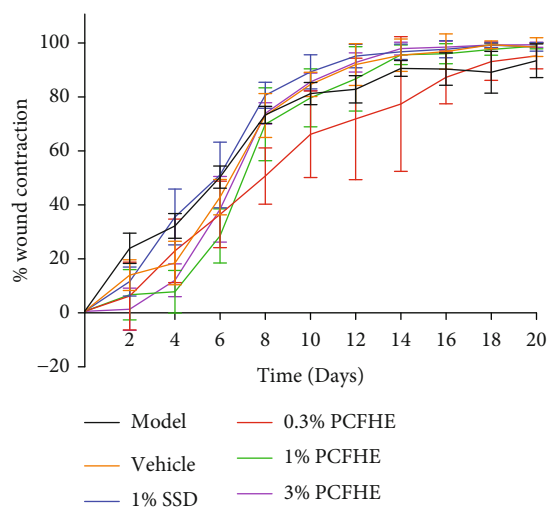 % wound contraction
100
80
60
40
20
0
−20
2 4 6 8 10 12 14 16 18 20
Time (Days)
Model
Vehicle
1% SSD
0.3% PCFHE
1% PCFHE
3% PCFHE